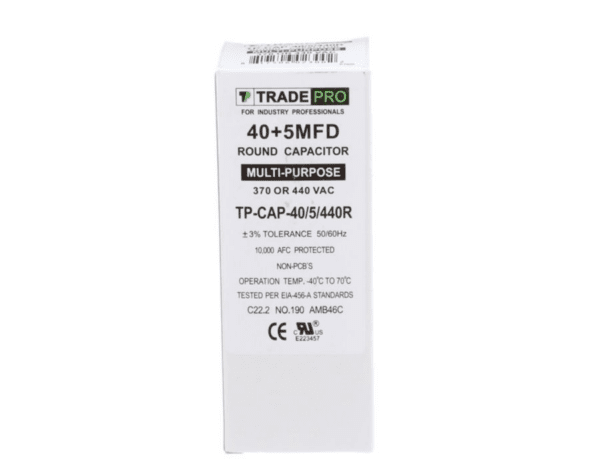 TRADEPRO
FOR INDUSTRY PROFESSIONALS
40+5MFD
ROUND CAPACITOR
MULTI-PURPOSE
370 OR 440 VAC
TP-CAP-40/5/440R
±3% TOLERANCE 50/60Hz
10,000 AFC PROTECTED
NON-PCB'S
OPERATION TEMP. -40°C TO 70°C
TESTED PER EIA-456-A STANDARDS
C22.2 NO.190 AMB46C
CE c RU® US
E223457